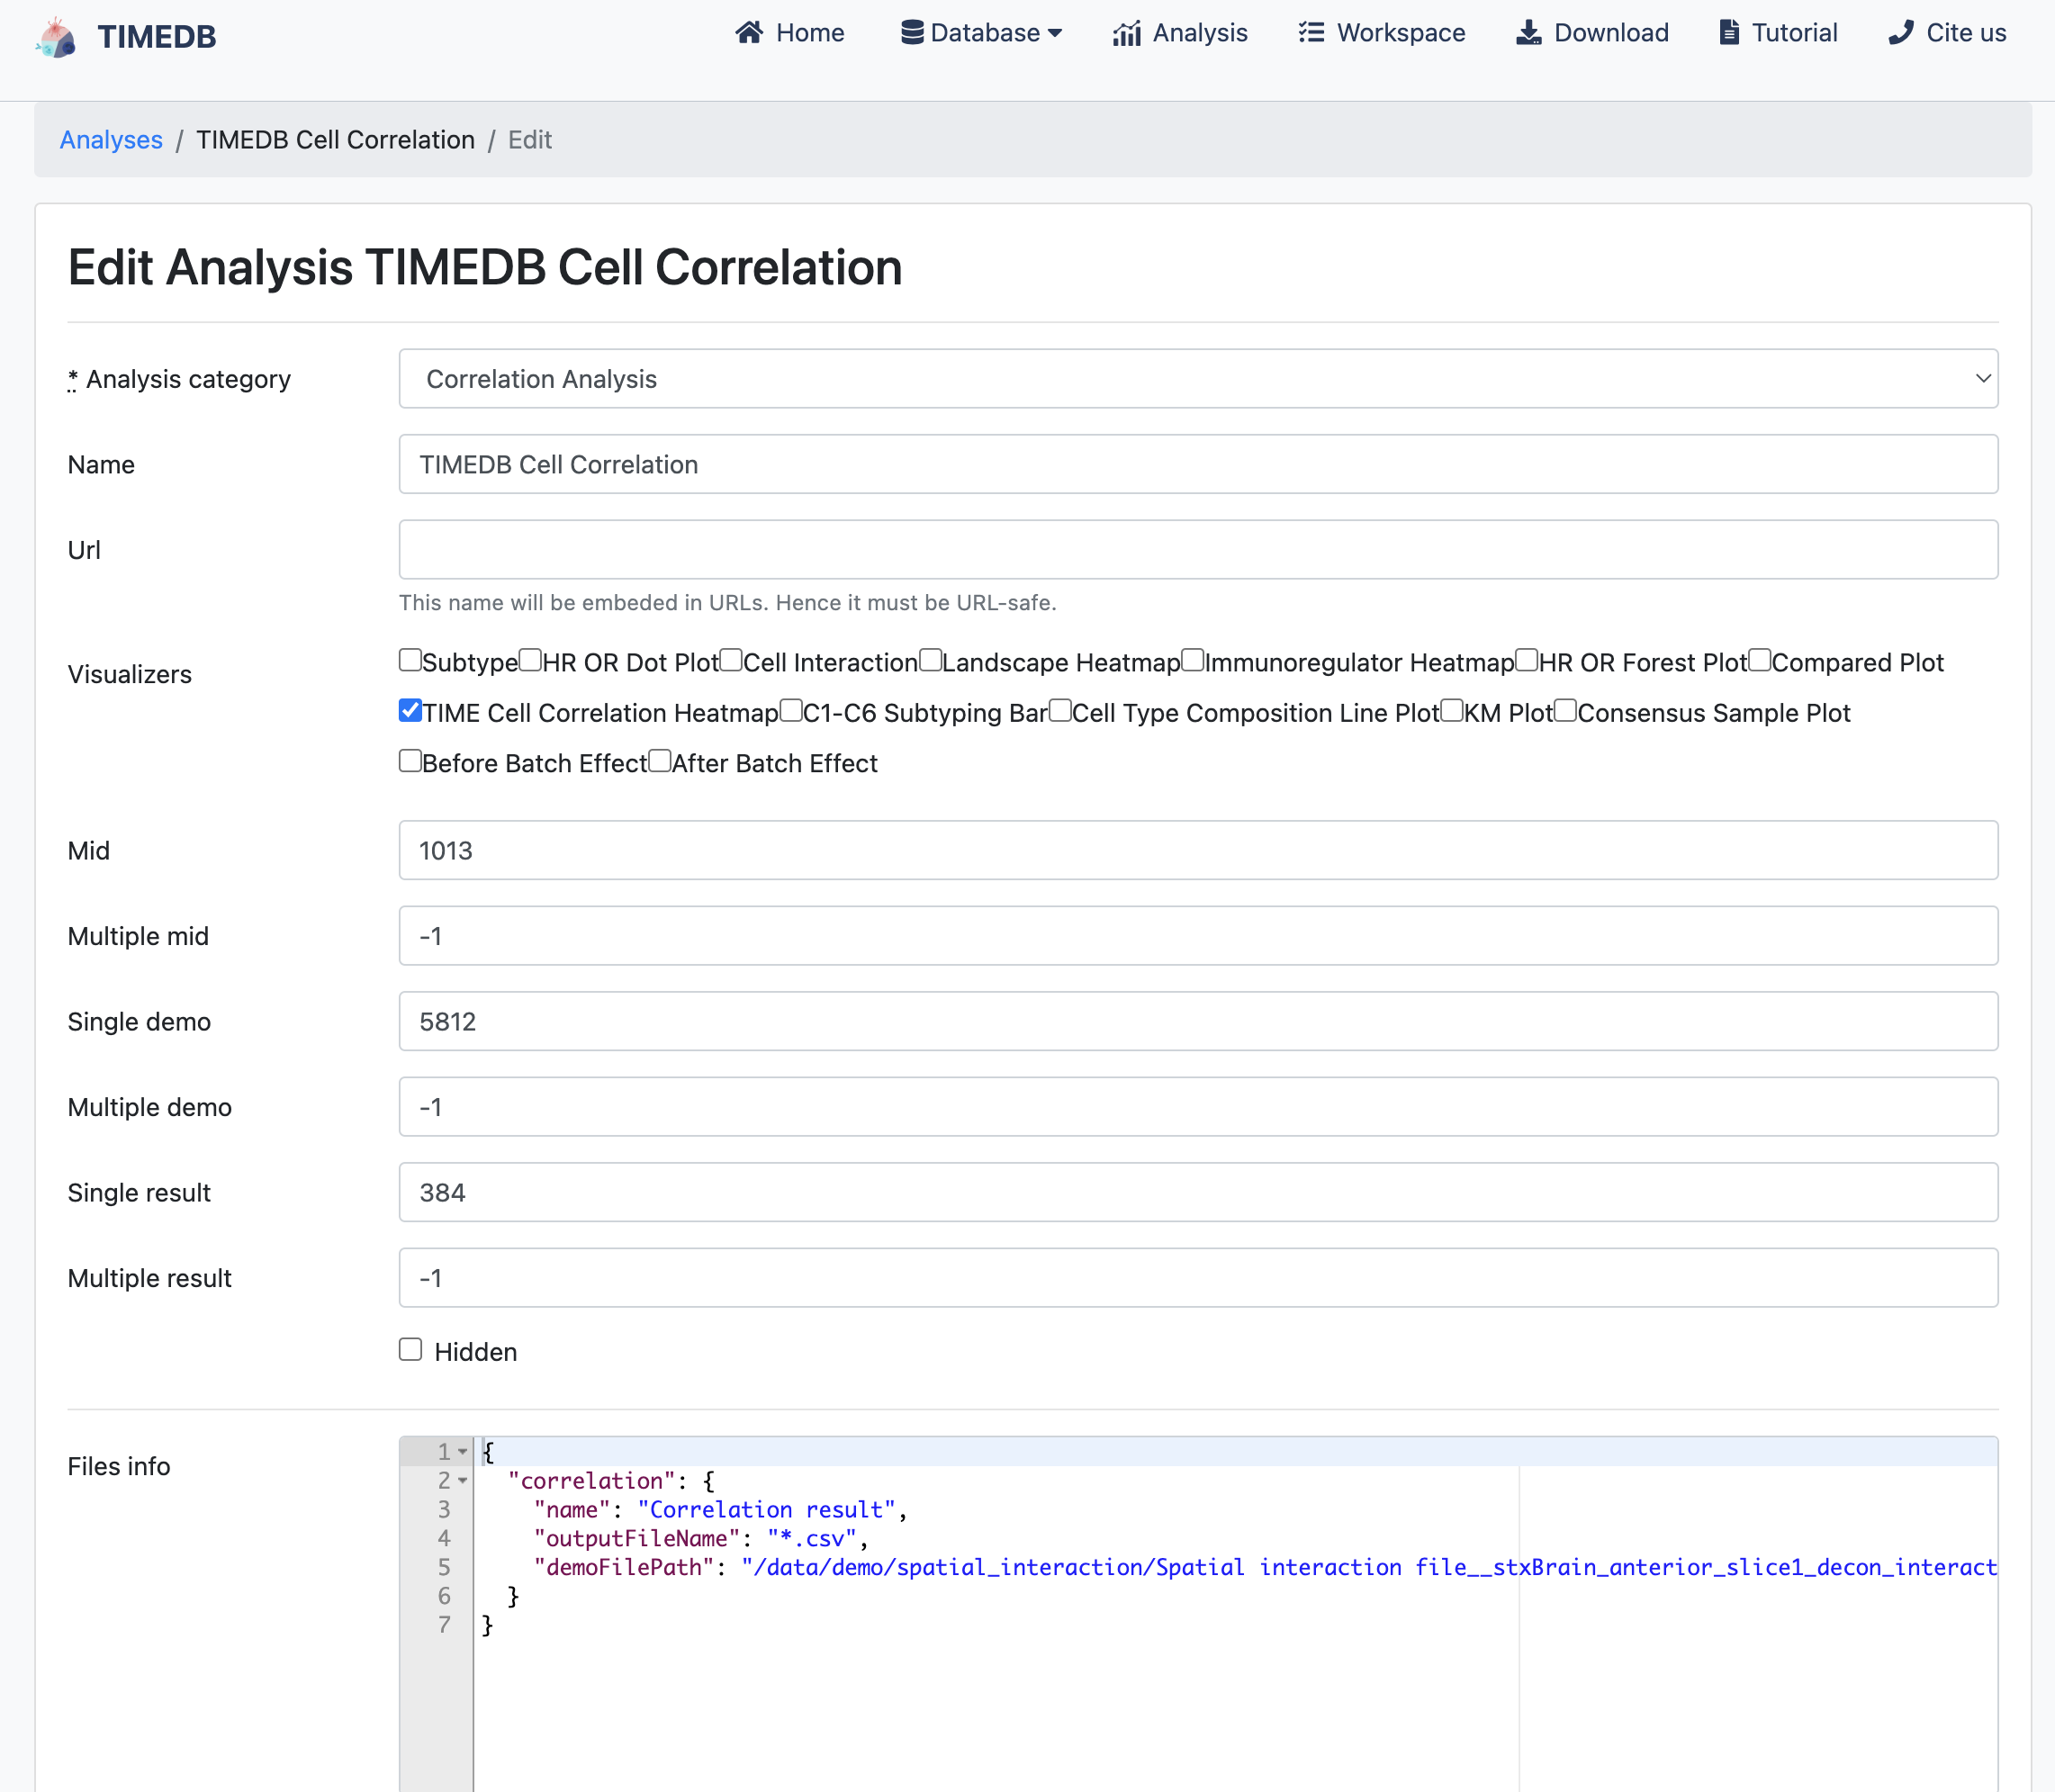 TIMEDB
Home Database Analysis Workspace Download Tutorial Cite us
Analyses / TIMEDB Cell Correlation / Edit
Edit Analysis TIMEDB Cell Correlation
* Analysis category
Correlation Analysis
Name
TIMEDB Cell Correlation
Url
This name will be embeded in URLs. Hence it must be URL-safe.
Visualizers
Subtype HR OR Dot Plot Cell Interaction Landscape Heatmap Immunoregulator Heatmap HR OR Forest Plot Compared Plot
TIME Cell Correlation Heatmap C1-C6 Subtyping Bar Cell Type Composition Line Plot KM Plot Consensus Sample Plot
Before Batch Effect After Batch Effect
Mid
1013
Multiple mid
-1
Single demo
5812
Multiple demo
-1
Single result
384
Multiple result
-1
Hidden
Files info
1 {
2 "correlation": {
3 "name": "Correlation result",
4 "outputFileName": "*.csv",
5 "demoFilePath": "/data/demo/spatial_interaction/Spatial interaction file__stxBrain_anterior_slice1_decon_interact
6 }
7 }